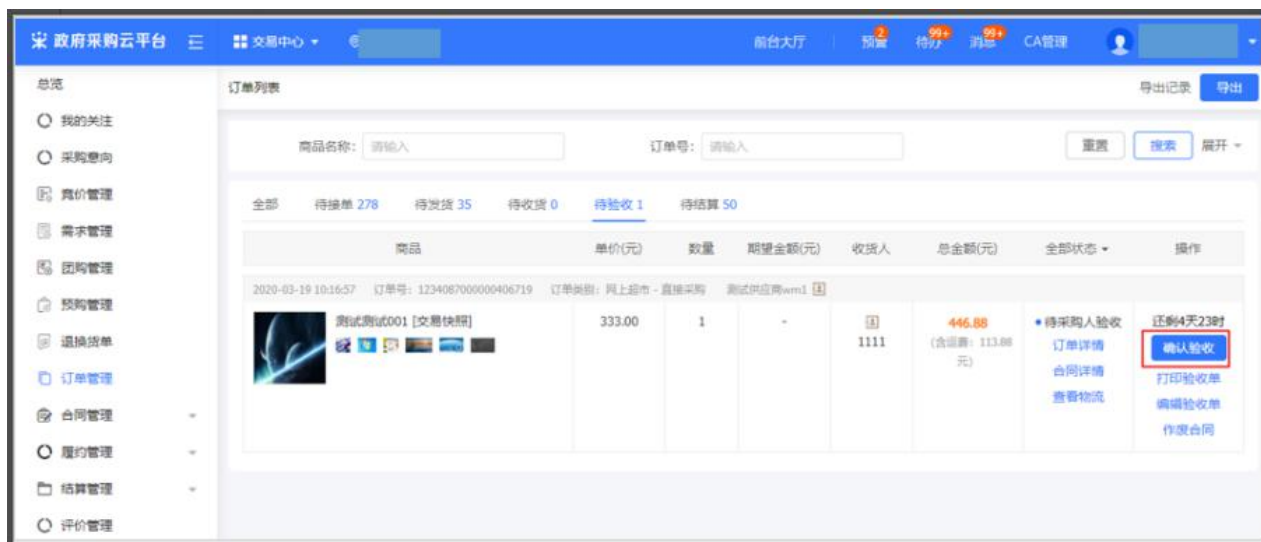 政府采购云平台 交易中心 前台大厅 预警 2 待办 99+ 消息 99+ CA管理
总览
我的关注
采购意向
竞价管理
需求管理
团购管理
预购管理
退换货单
订单管理
合同管理
履约管理
结算管理
评价管理
订单列表 导出记录 导出
商品名称: 请输入 订单号: 请输入 重置 搜索 展开
全部 待接单 278 待发货 35 待收货 0 待验收 1 待结算 50
商品 单价(元) 数量 期望金额(元) 收货人 总金额(元) 全部状态 操作
2020-03-19 10:16:57 订单号: 1234087000000406719 订单类别: 网上超市 - 直接采购 测试供应商wm1
测试测试001 [交易快照] 333.00 1 - 1111 446.88 • 待采购人验收 还剩4天23时
(含运费: 113.88
元)
订单详情 确认验收
合同详情 打印验收单
查看物流 编辑验收单
作废合同